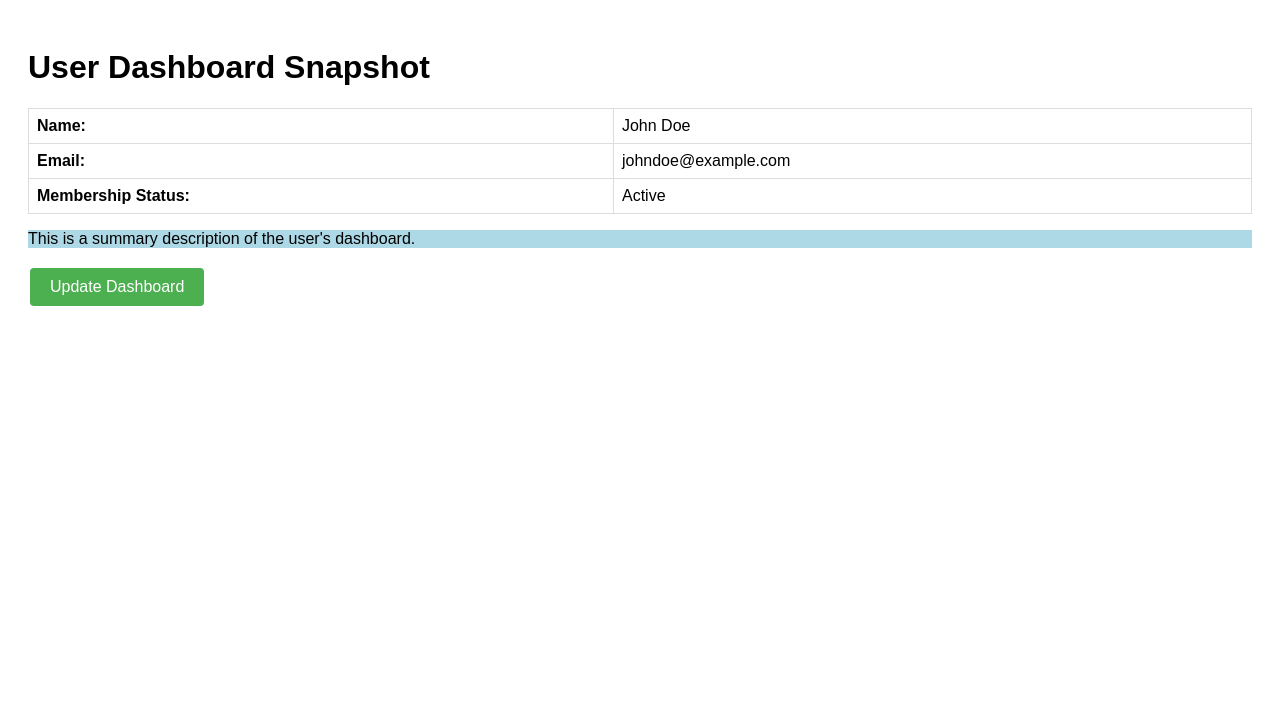 User Dashboard Snapshot
Name: John Doe
Email: johndoe@example.com
Membership Status: Active
This is a summary description of the user's dashboard.
Update Dashboard